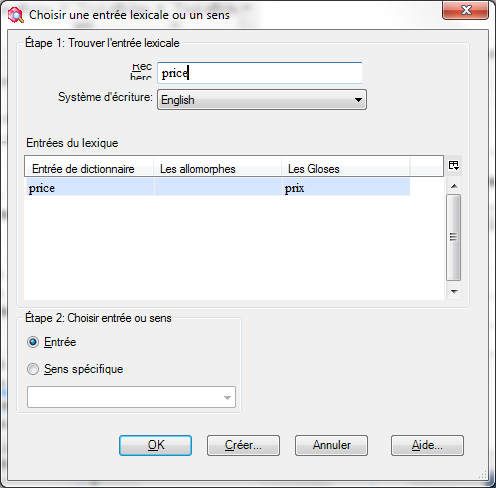 Choisir une entrée lexicale ou un sens
Étape 1: Trouver l'entrée lexicale
Rec
herc
price
Système d'écriture:
English
Entrées du lexique
Entrée de dictionnaire Les allomorphes Les Gloses
price prix
Étape 2: Choisir entrée ou sens
Entrée
Sens spécifique
OK Créer... Annuler Aide...